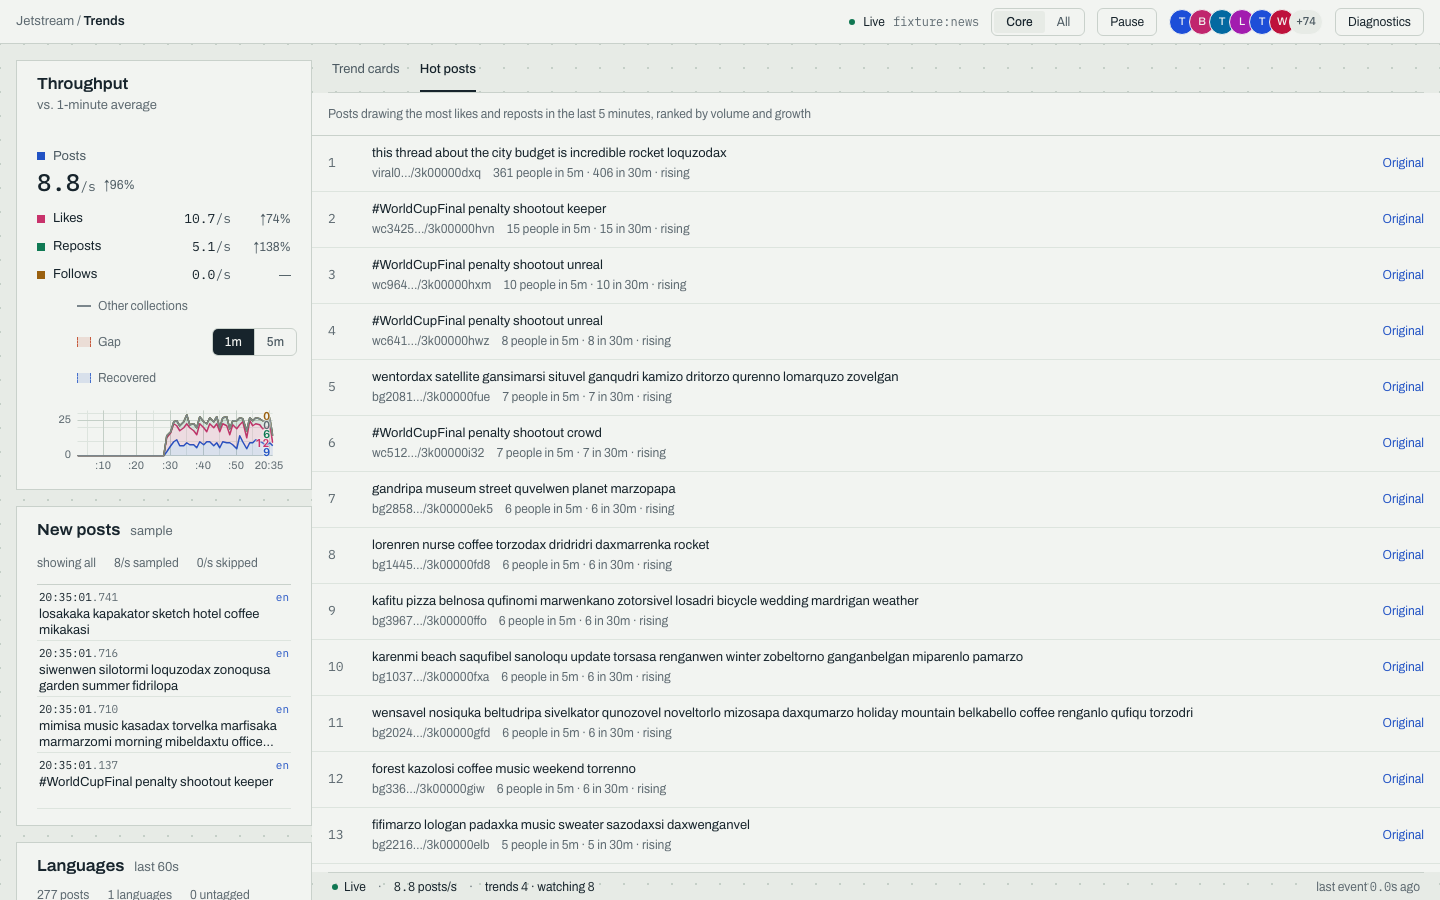 Jetstream / Trends
Live fixture:news
Core All
Pause
T B T L T W +74
Diagnostics
Throughput
vs. 1-minute average
Posts
8.8/s ↑96%
Likes 10.7/s ↑74%
Reposts 5.1/s ↑138%
Follows 0.0/s —
Other collections
Gap
1m 5m
Recovered
25
0
:10 :20 :30 :40 :50 20:35
New posts sample
showing all 8/s sampled 0/s skipped
20:35:01.741 en
losakaka kapakator sketch hotel coffee
mikakasi
20:35:01.716 en
siwenwen silotormi loquzodax zonoqusa
garden summer fidrilopa
20:35:01.710 en
mimisa music kasadax torvelka marfisaka
marmarzomi morning mibeldaxtu office...
20:35:01.137 en
#WorldCupFinal penalty shootout keeper
Languages last 60s
277 posts 1 languages 0 untagged
Trend cards Hot posts
Posts drawing the most likes and reposts in the last 5 minutes, ranked by volume and growth
1 this thread about the city budget is incredible rocket loquzodax
viral0.../3k00000dxq 361 people in 5m · 406 in 30m · rising
Original
2 #WorldCupFinal penalty shootout keeper
wc3425.../3k00000hvn 15 people in 5m · 15 in 30m · rising
Original
3 #WorldCupFinal penalty shootout unreal
wc964.../3k00000hxm 10 people in 5m · 10 in 30m · rising
Original
4 #WorldCupFinal penalty shootout unreal
wc641.../3k00000hwz 8 people in 5m · 8 in 30m · rising
Original
5 wentordax satellite gansimarsi situvel ganqudri kamizo dritorzo qurenno lomarquzo zovelgan
bg2081.../3k00000fue 7 people in 5m · 7 in 30m · rising
Original
6 #WorldCupFinal penalty shootout crowd
wc512.../3k00000i32 7 people in 5m · 7 in 30m · rising
Original
7 gandripa museum street quvelwen planet marzopapa
bg2858.../3k00000ek5 6 people in 5m · 6 in 30m · rising
Original
8 lorenren nurse coffee torzodax dridridri daxmarrenka rocket
bg1445.../3k00000fd8 6 people in 5m · 6 in 30m · rising
Original
9 kafitu pizza belnosa qufinomi marwenkano zotorsivel losadri bicycle wedding mardrigan weather
bg3967.../3k00000ffo 6 people in 5m · 6 in 30m · rising
Original
10 karenmi beach saqufibel sanoloqu update torsasa renganwen winter zobeltorno ganganbelgan miparenlo pamarzo
bg1037.../3k00000fxa 6 people in 5m · 6 in 30m · rising
Original
11 wensavel nosiquka beltudripa sivelkator qunozovel noveltorlo mizosapa daxqumarzo holiday mountain belkabello coffee renganlo qufiqu torzodri
bg2024.../3k00000gfd 6 people in 5m · 6 in 30m · rising
Original
12 forest kazolosi coffee music weekend torrenno
bg336.../3k00000giw 6 people in 5m · 6 in 30m · rising
Original
13 fifimarzo lologan padaxka music sweater sazodaxsi daxwenganvel
bg2216.../3k00000elb 5 people in 5m · 5 in 30m · rising
Original
Live · 8.8 posts/s · trends 4 · watching 8
last event 0.0s ago